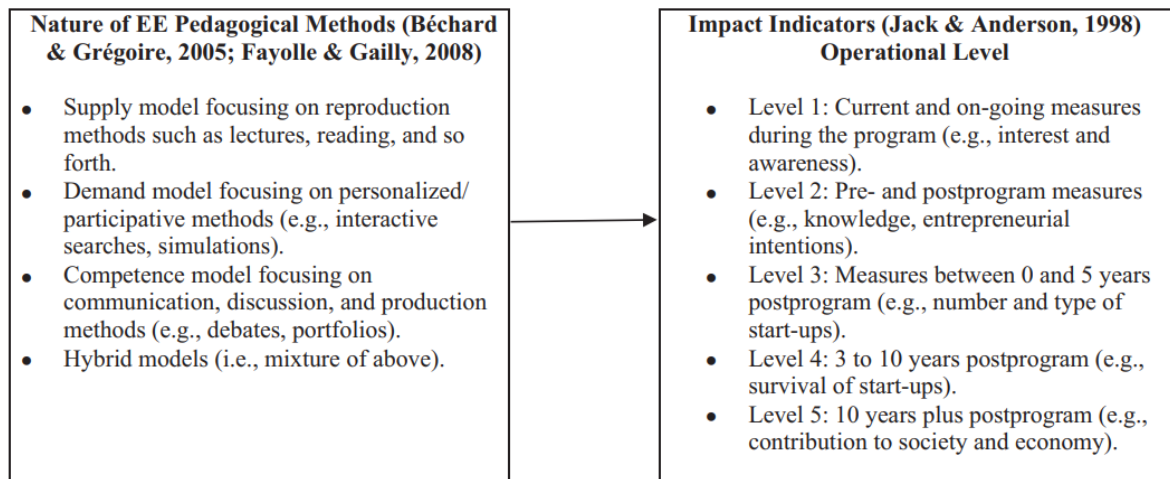 Nature of EE Pedagogical Methods (Béchard
& Grégoire, 2005; Fayolle & Gailly, 2008)
● Supply model focusing on reproduction
methods such as lectures, reading, and so
forth.
● Demand model focusing on personalized/
participative methods (e.g., interactive
searches, simulations).
● Competence model focusing on
communication, discussion, and production
methods (e.g., debates, portfolios).
● Hybrid models (i.e., mixture of above).
Impact Indicators (Jack & Anderson, 1998)
Operational Level
● Level 1: Current and on-going measures
during the program (e.g., interest and
awareness).
● Level 2: Pre- and postprogram measures
(e.g., knowledge, entrepreneurial
intentions).
● Level 3: Measures between 0 and 5 years
postprogram (e.g., number and type of
start-ups).
● Level 4: 3 to 10 years postprogram (e.g.,
survival of start-ups).
● Level 5: 10 years plus postprogram (e.g.,
contribution to society and economy).